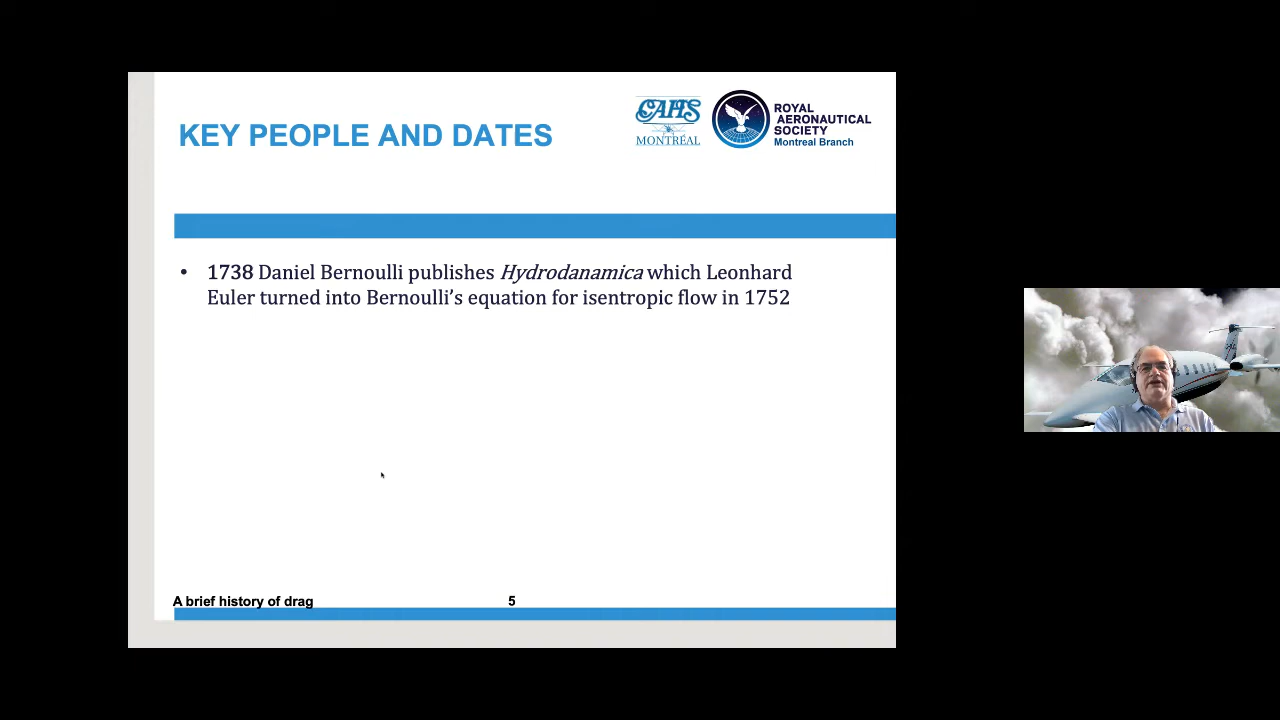 KEY PEOPLE AND DATES
CAHS
MONTRÉAL
ROYAL
AERONAUTICAL
SOCIETY
Montreal Branch
• 1738 Daniel Bernoulli publishes Hydrodanamica which Leonhard
Euler turned into Bernoulli’s equation for isentropic flow in 1752
A brief history of drag
5